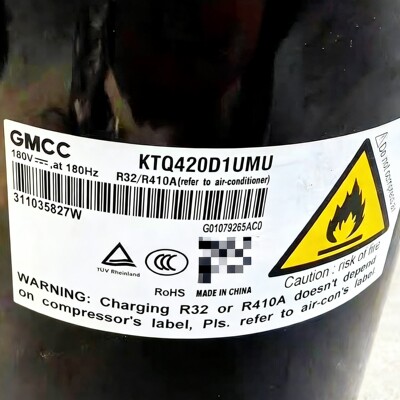 GMCC
KTQ420D1UMU
180V⎓,at 180Hz
R32/R410A(refer to air-conditioner)
311035827W
G01079265AC0
TÜV Rheinland
CCC
RoHS
MADE IN CHINA
Caution : risk of fire
WARNING: Charging R32 or R410A doesn't depend
on compressor's label, Pls. refer to air-con's label.